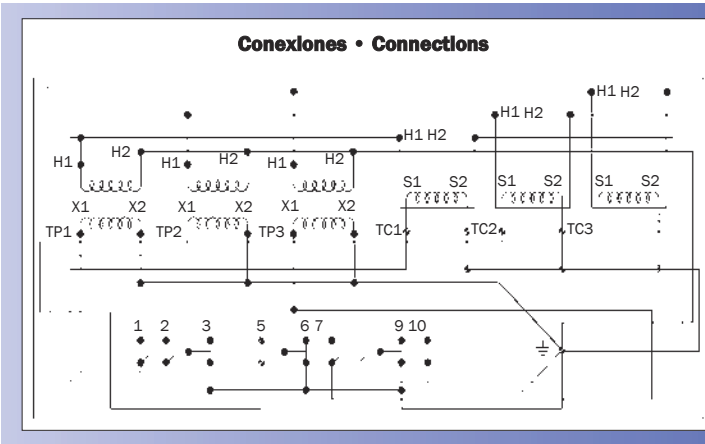 Conexiones • Connections
H1 H2
H1 H2
H1 H2
H1 H2 H1 H2 H1 H2
S1 S2 S1 S2 S1 S2
X1 X2 X1 X2 X1 X2
TP1 TP2 TP3 TC1 TC2 TC3
1 2 3 5 6 7 9 10